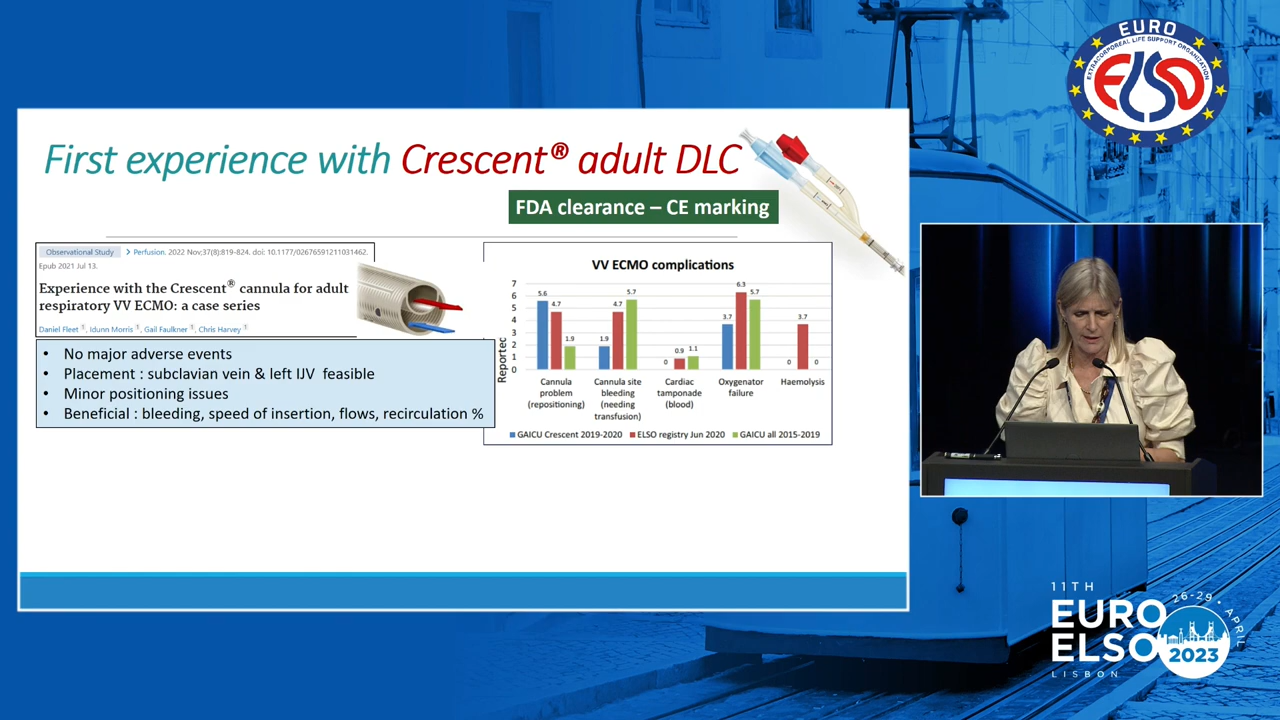 First experience with Crescent® adult DLC
FDA clearance – CE marking
Observational Study > Perfusion. 2022 Nov;37(8):819-824. doi: 10.1177/02676591211031462.
Epub 2021 Jul 13.
Experience with the Crescent® cannula for adult
respiratory VV ECMO: a case series
Daniel Fleet 1, Idunn Morris 1, Gail Faulkner 1, Chris Harvey 1
• No major adverse events
• Placement : subclavian vein & left IJV feasible
• Minor positioning issues
• Beneficial : bleeding, speed of insertion, flows, recirculation %
VV ECMO complications
Reportec
7
6
5
4
3
2
1
0
5.6 4.7 1.9
1.9 4.7 5.7
0 0.9 1.1
3.7 6.3 5.7
0 3.7 0
Cannula
problem
(repositioning)
Cannula site
bleeding
(needing
transfusion)
Cardiac
tamponade
(blood)
Oxygenator
failure
Haemolysis
GAICU Crescent 2019-2020 ELSO registry Jun 2020 GAICU all 2015-2019
EURO
EXTRACORPOREAL LIFE SUPPORT ORGANIZATION
ELSO
11TH
EURO
ELSO
LISBON
26-29 • APRIL
2023